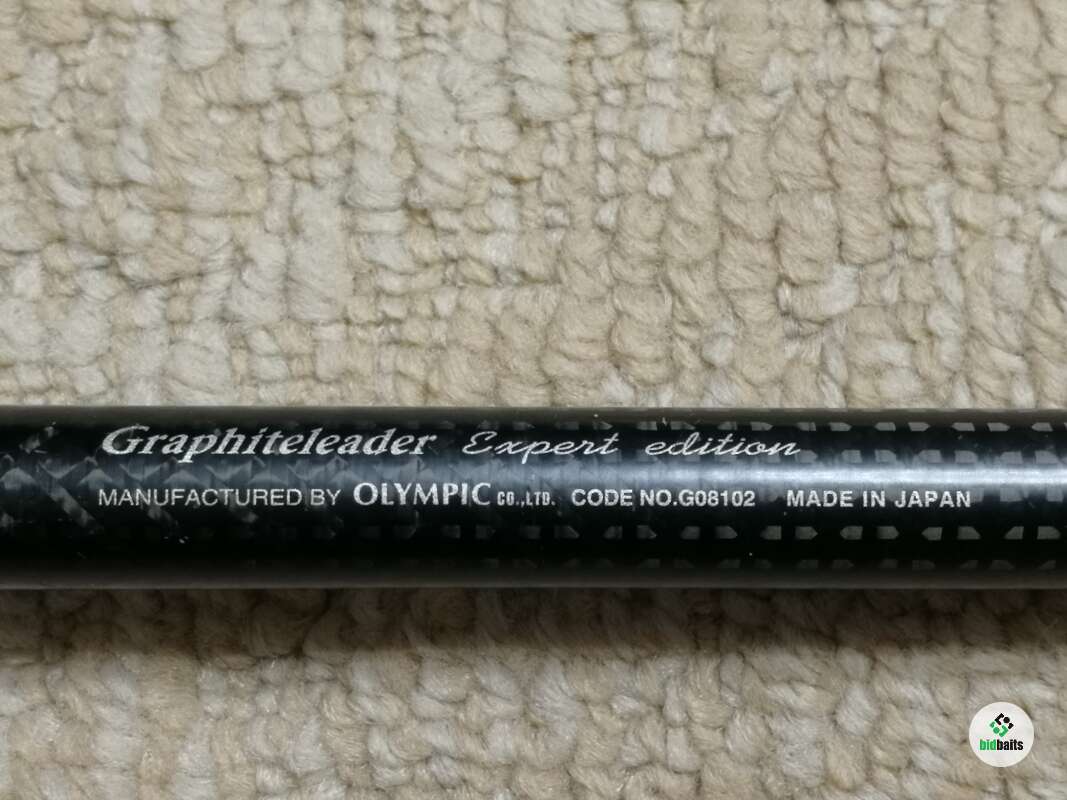 Graphiteleader Expert edition
MANUFACTURED BY OLYMPIC CO.,LTD. CODE NO.G08102 MADE IN JAPAN
bidbaits